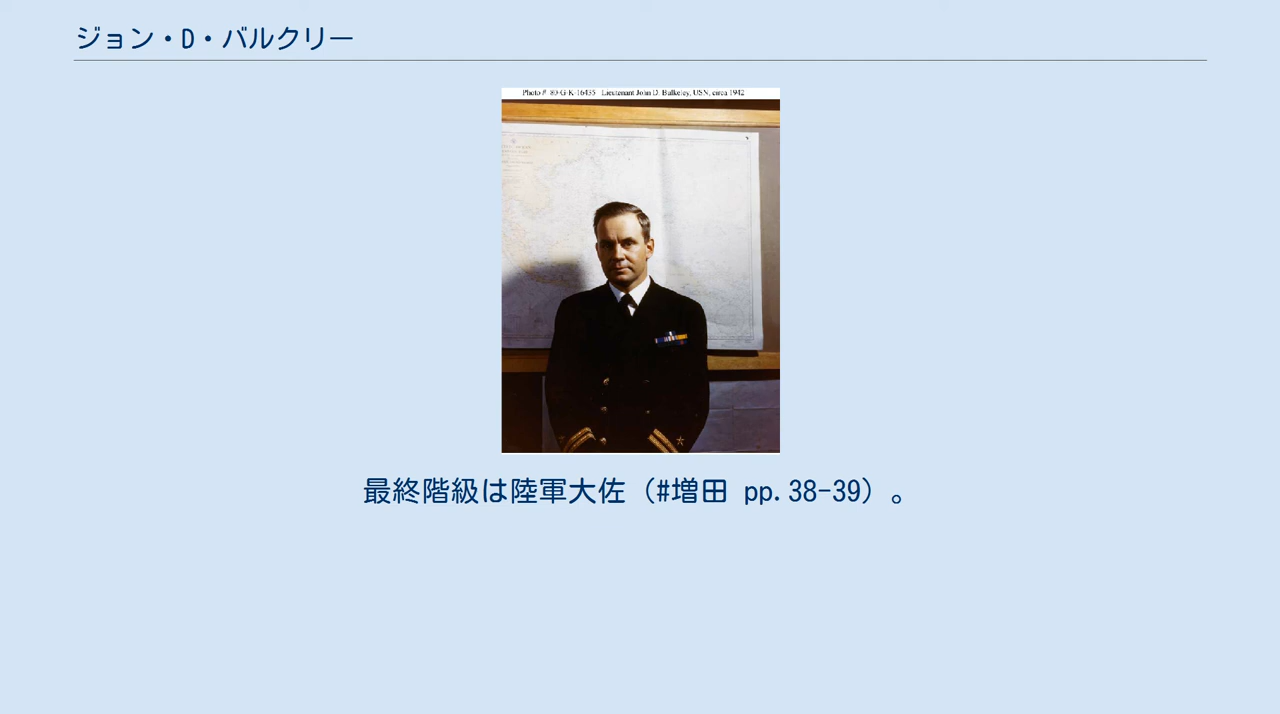 ジョン・D・バルクリー
Photo # 80-G-K-16435 Lieutenant John D. Bulkeley, USN, circa 1942
最終階級は陸軍大佐（#増田 pp.38-39）。